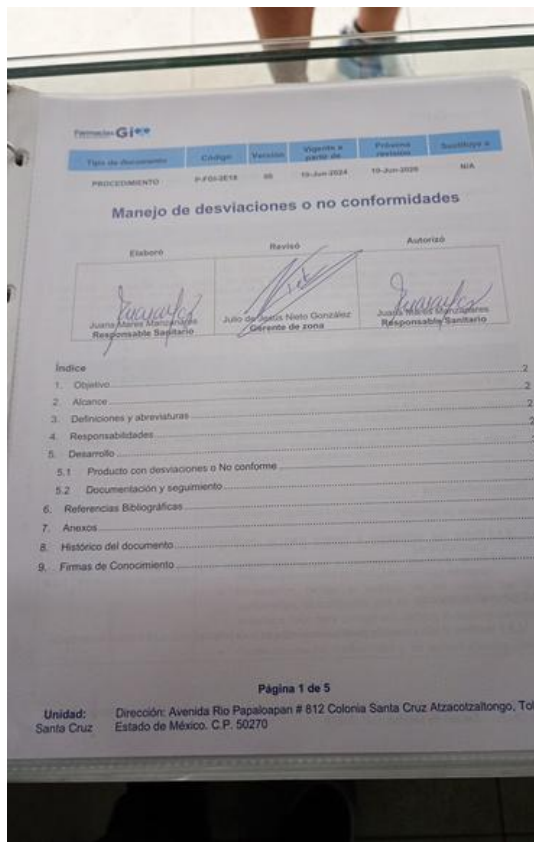 Farmacias Gi
Tipo de documento Código Versión Vigente a partir de Próxima revisión Sustituye a
PROCEDIMIENTO 00 19-Jun-2024 19-Jun-2026 N/A
Manejo de desviaciones o no conformidades
Elaboró Revisó Autorizó
Juana Mares Manzanares Julio de Jesús Nieto González Juana Mares Manzanares
Responsable Sanitario Gerente de zona Responsable Sanitario
Índice
1. Objetivo 2
2. Alcance 2
3. Definiciones y abreviaturas 2
4. Responsabilidades 2
5. Desarrollo
5.1 Producto con desviaciones o No conforme
5.2 Documentación y seguimiento
6. Referencias Bibliográficas
7. Anexos
8. Histórico del documento
9. Firmas de Conocimiento
Página 1 de 5
Unidad: Dirección: Avenida Rio Papaloapan # 812 Colonia Santa Cruz Atzacotzaltongo, Tol
Santa Cruz Estado de México. C.P. 50270